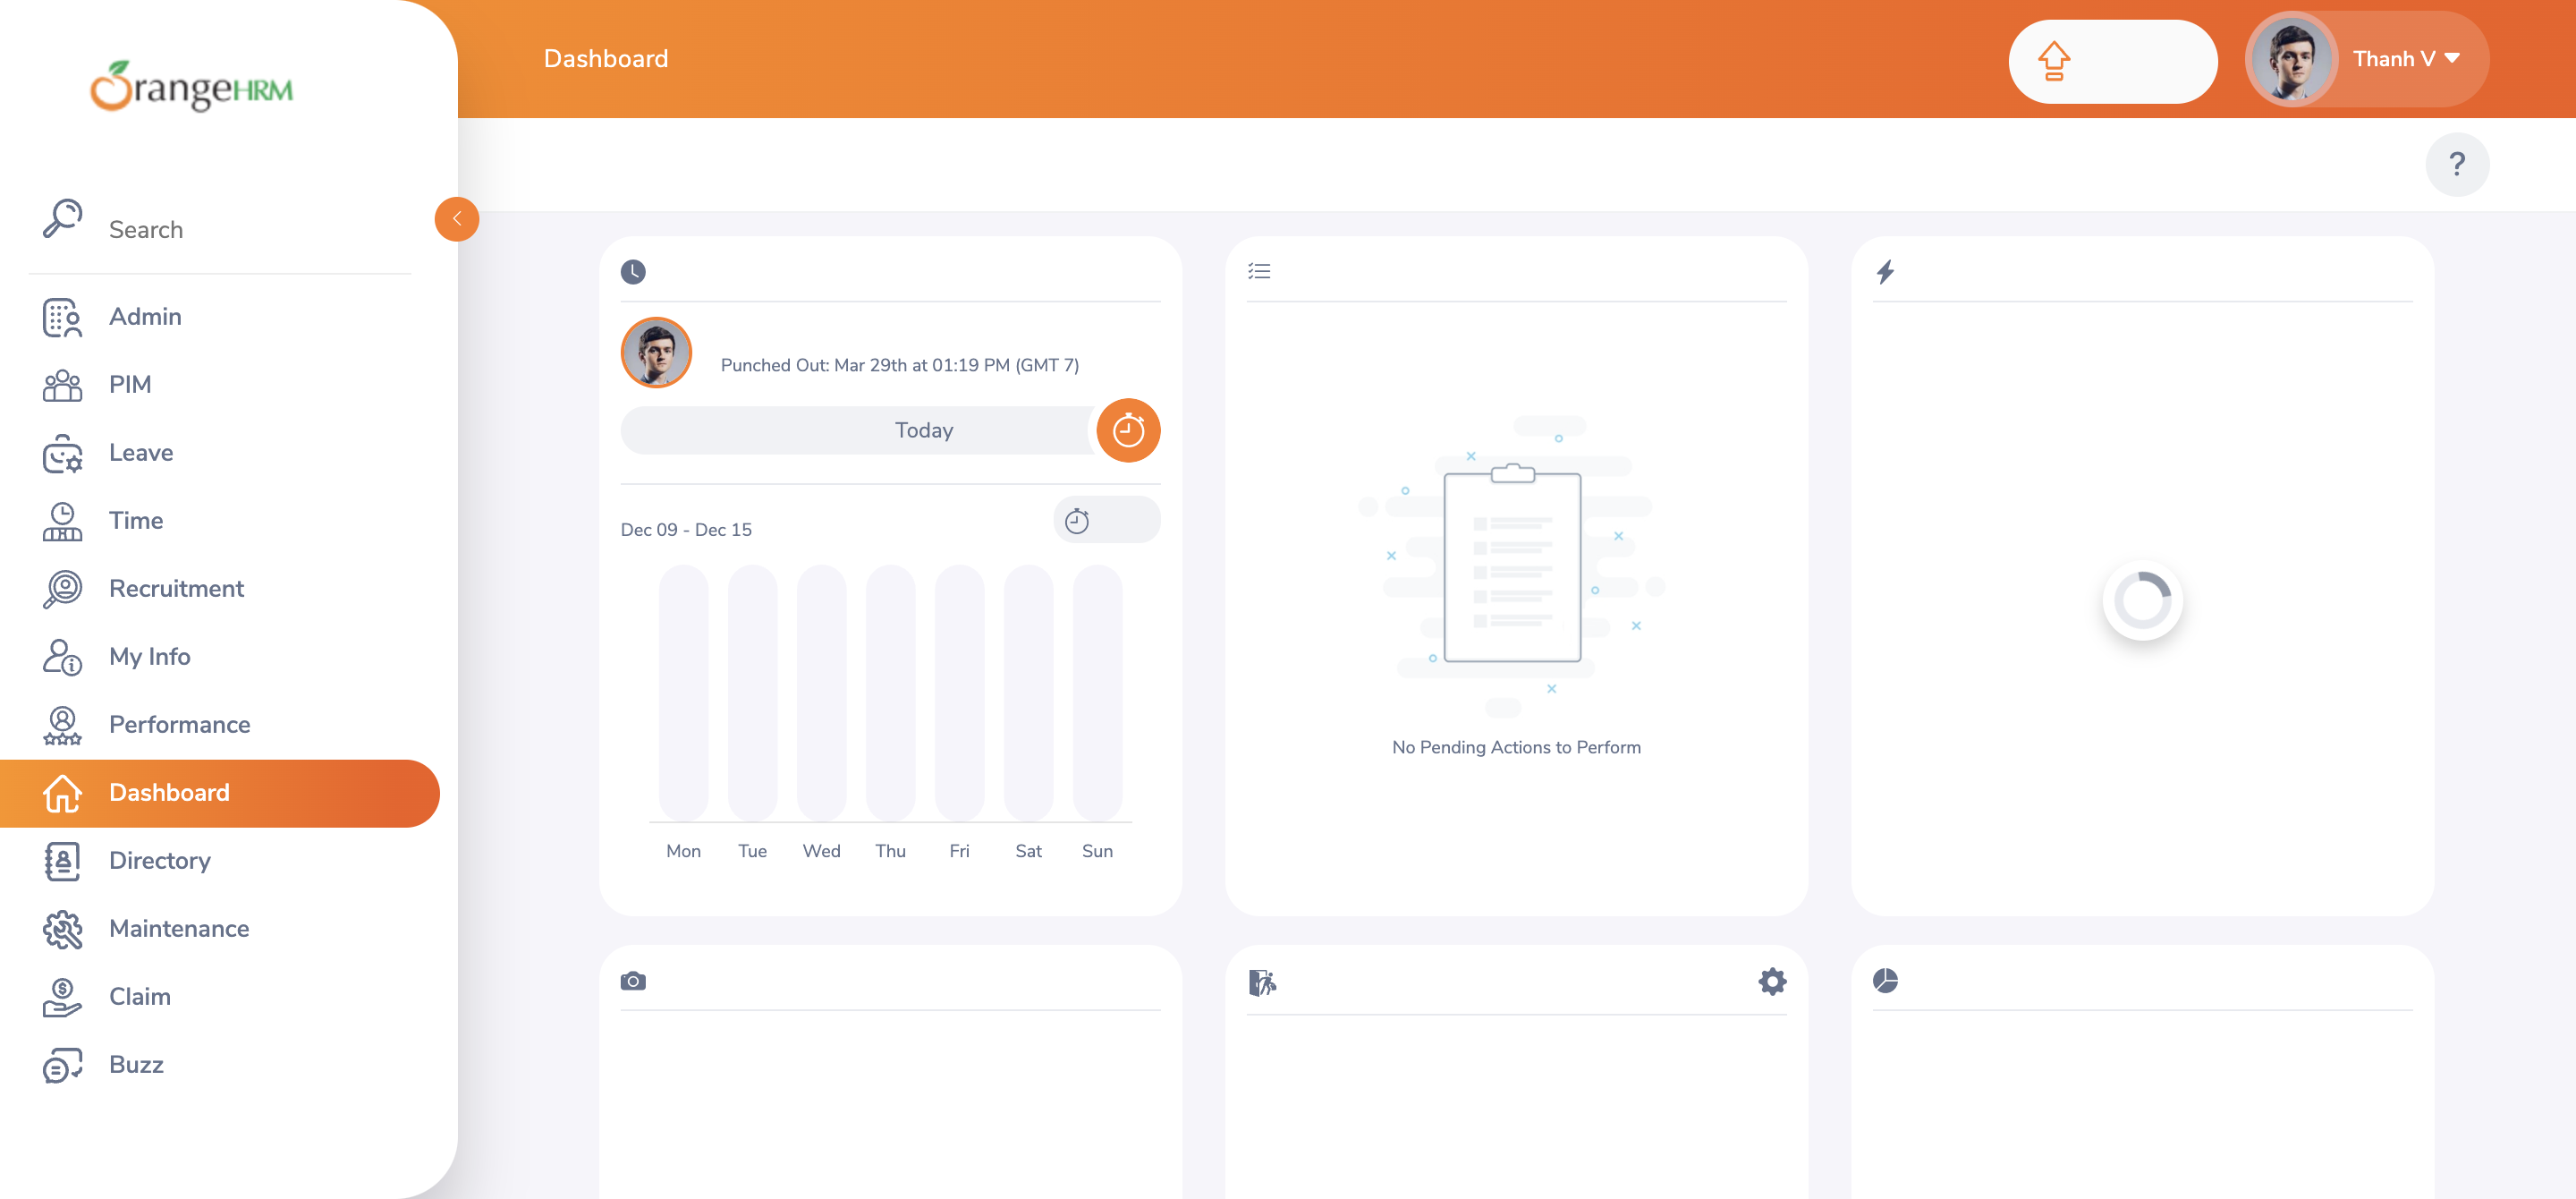 OrangeHRM
Dashboard
Thanh V
?
Search
Admin
PIM
Leave
Time
Recruitment
My Info
Performance
Dashboard
Directory
Maintenance
Claim
Buzz
Punched Out: Mar 29th at 01:19 PM (GMT 7)
Today
Dec 09 - Dec 15
Mon Tue Wed Thu Fri Sat Sun
No Pending Actions to Perform